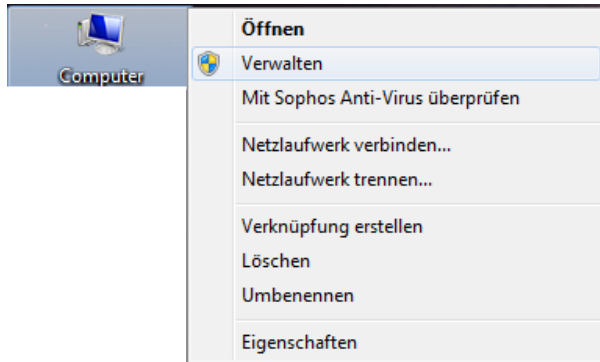 Computer
Öffnen
Verwalten
Mit Sophos Anti-Virus überprüfen
Netzlaufwerk verbinden...
Netzlaufwerk trennen...
Verknüpfung erstellen
Löschen
Umbenennen
Eigenschaften